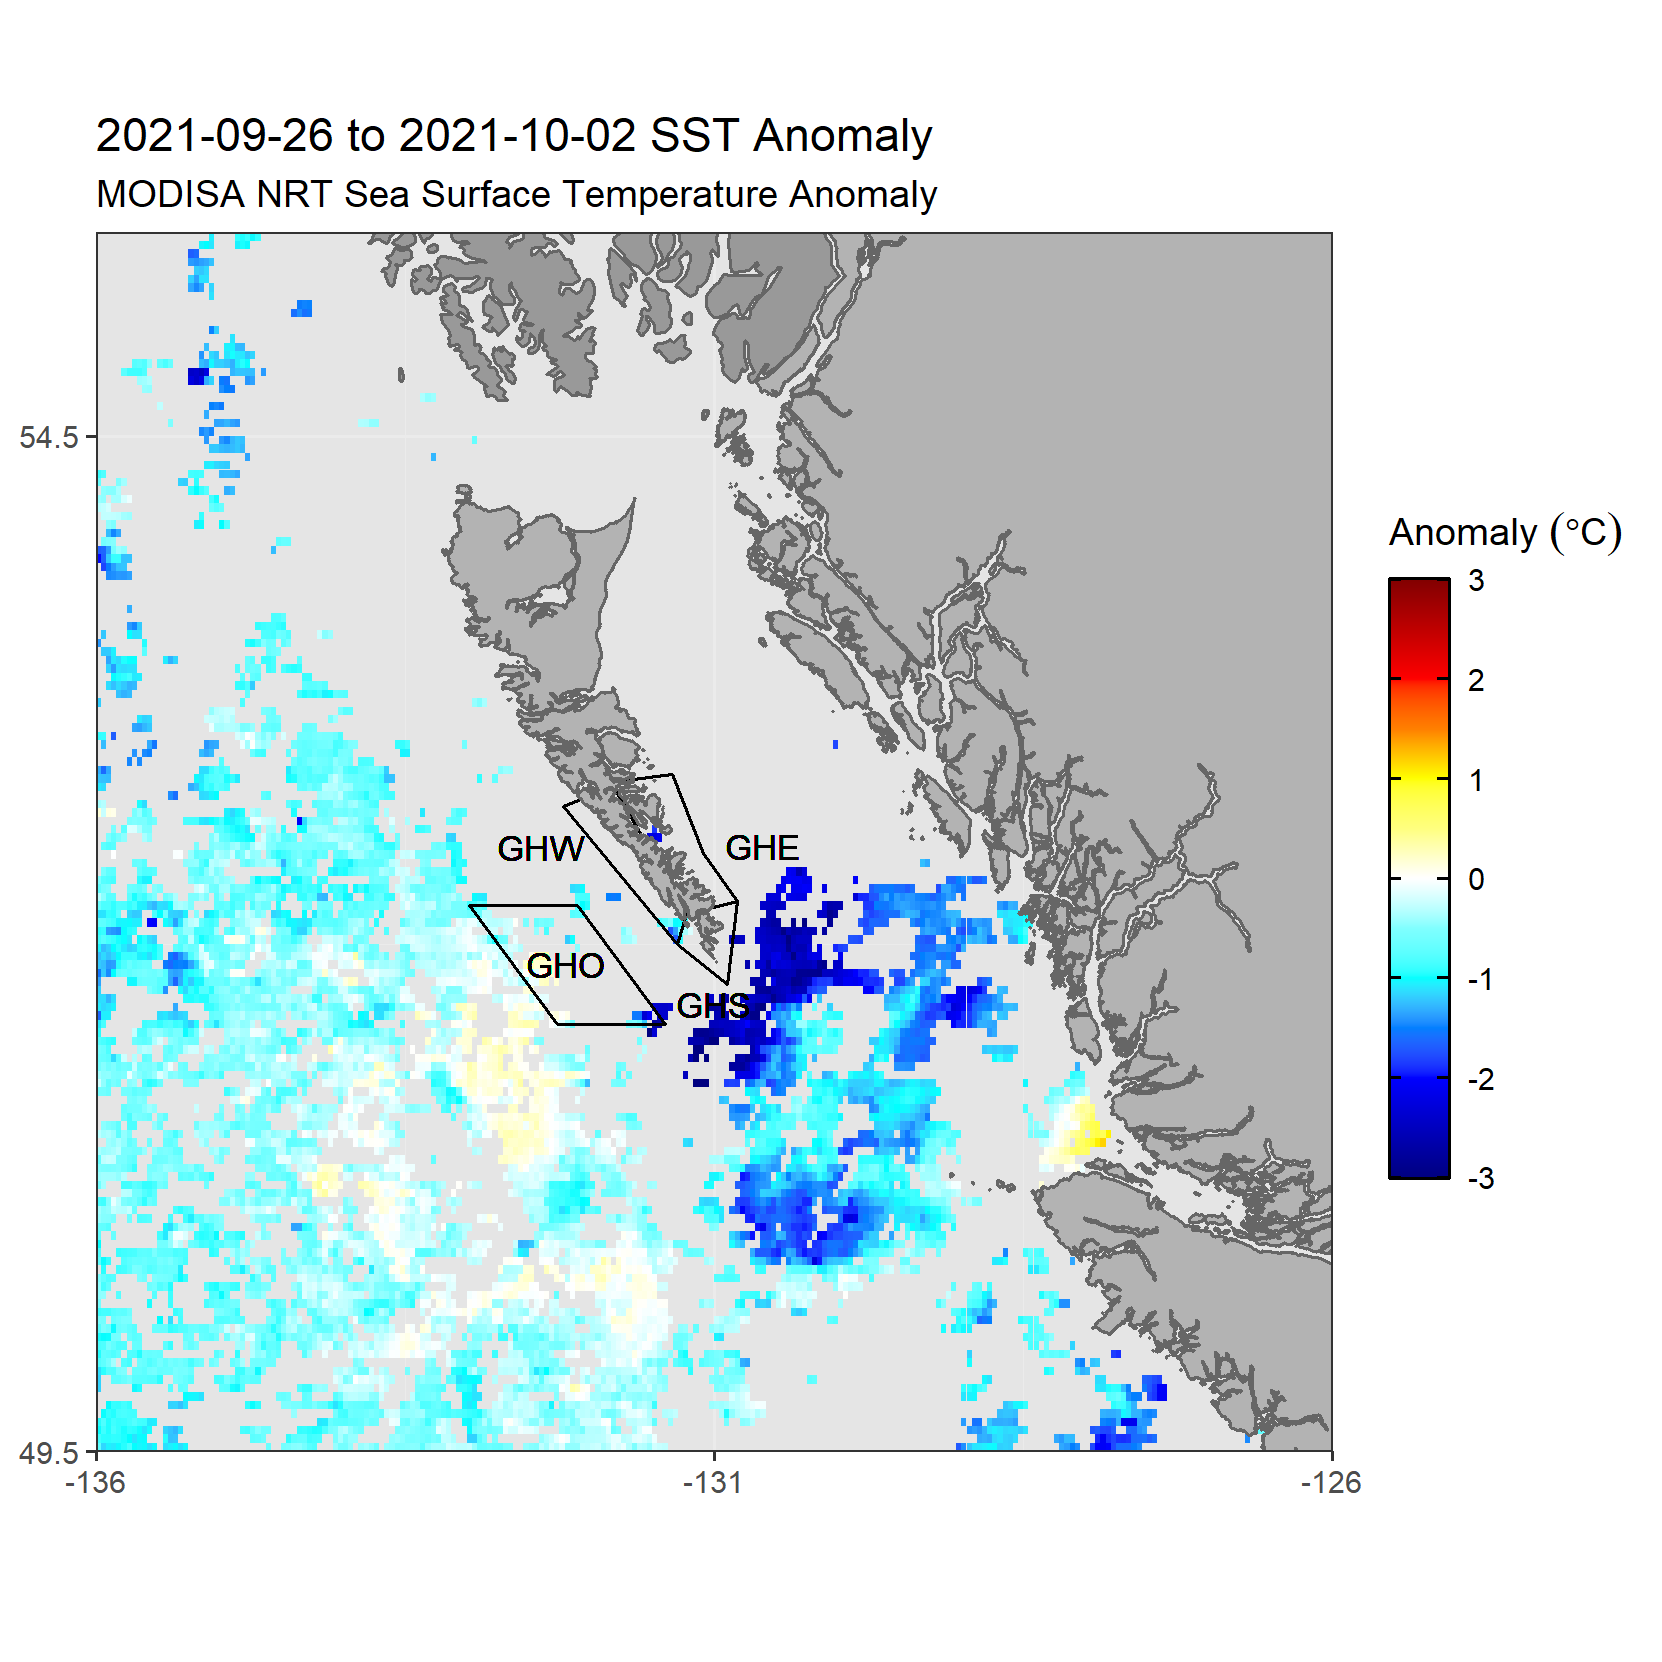 2021-09-26 to 2021-10-02 SST Anomaly
MODISA NRT Sea Surface Temperature Anomaly
54.5
49.5
-136
-131
-126
GHW
GHE
GHO
GHS
Anomaly (°C)
3
2
1
0
-1
-2
-3